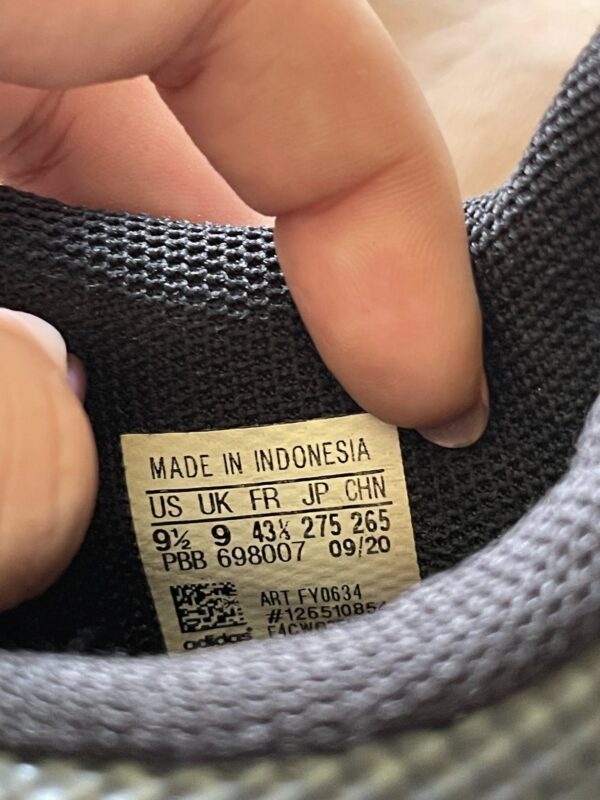 MADE IN INDONESIA
US UK FR JP CHN
9½ 9 43⅓ 275 265
PBB 698007 09/20
ART FY0634
adidas